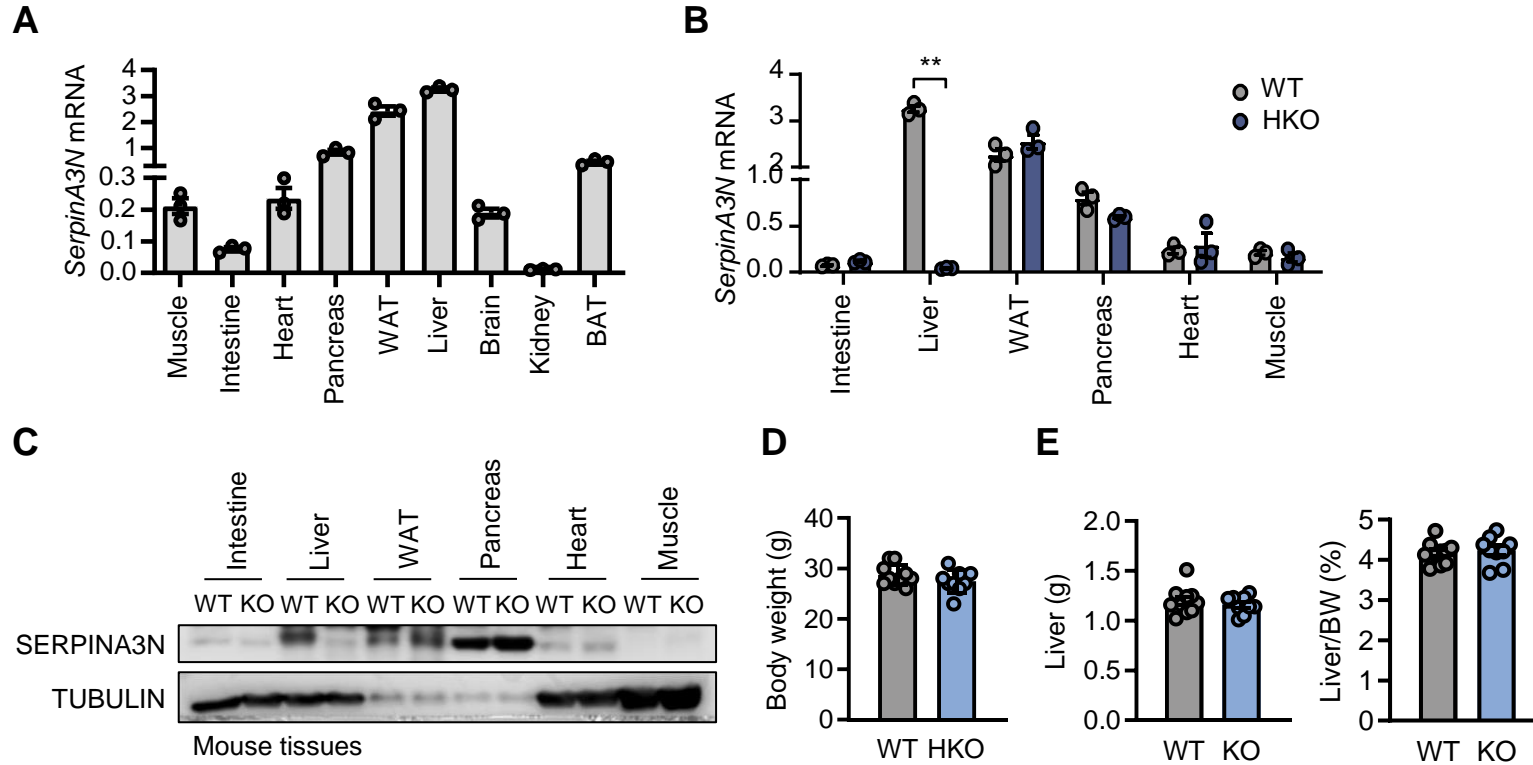 A
SerpinA3N mRNA
4
3
2
1
0.3
0.2
0.1
0.0
Muscle
Intestine
Heart
Pancreas
WAT
Liver
Brain
Kidney
BAT
B
SerpinA3N mRNA
4
3
2
1.0
0.5
0.0
**
WT
HKO
Intestine
Liver
WAT
Pancreas
Heart
Muscle
C
Intestine
Liver
WAT
Pancreas
Heart
Muscle
WT KO WT KO WT KO WT KO WT KO WT KO
SERPINA3N
TUBULIN
Mouse tissues
D
Body weight (g)
40
30
20
10
0
WT HKO
E
Liver (g)
2.0
1.5
1.0
0.5
0.0
WT KO
Liver/BW (%)
5
4
3
2
1
0
WT KO